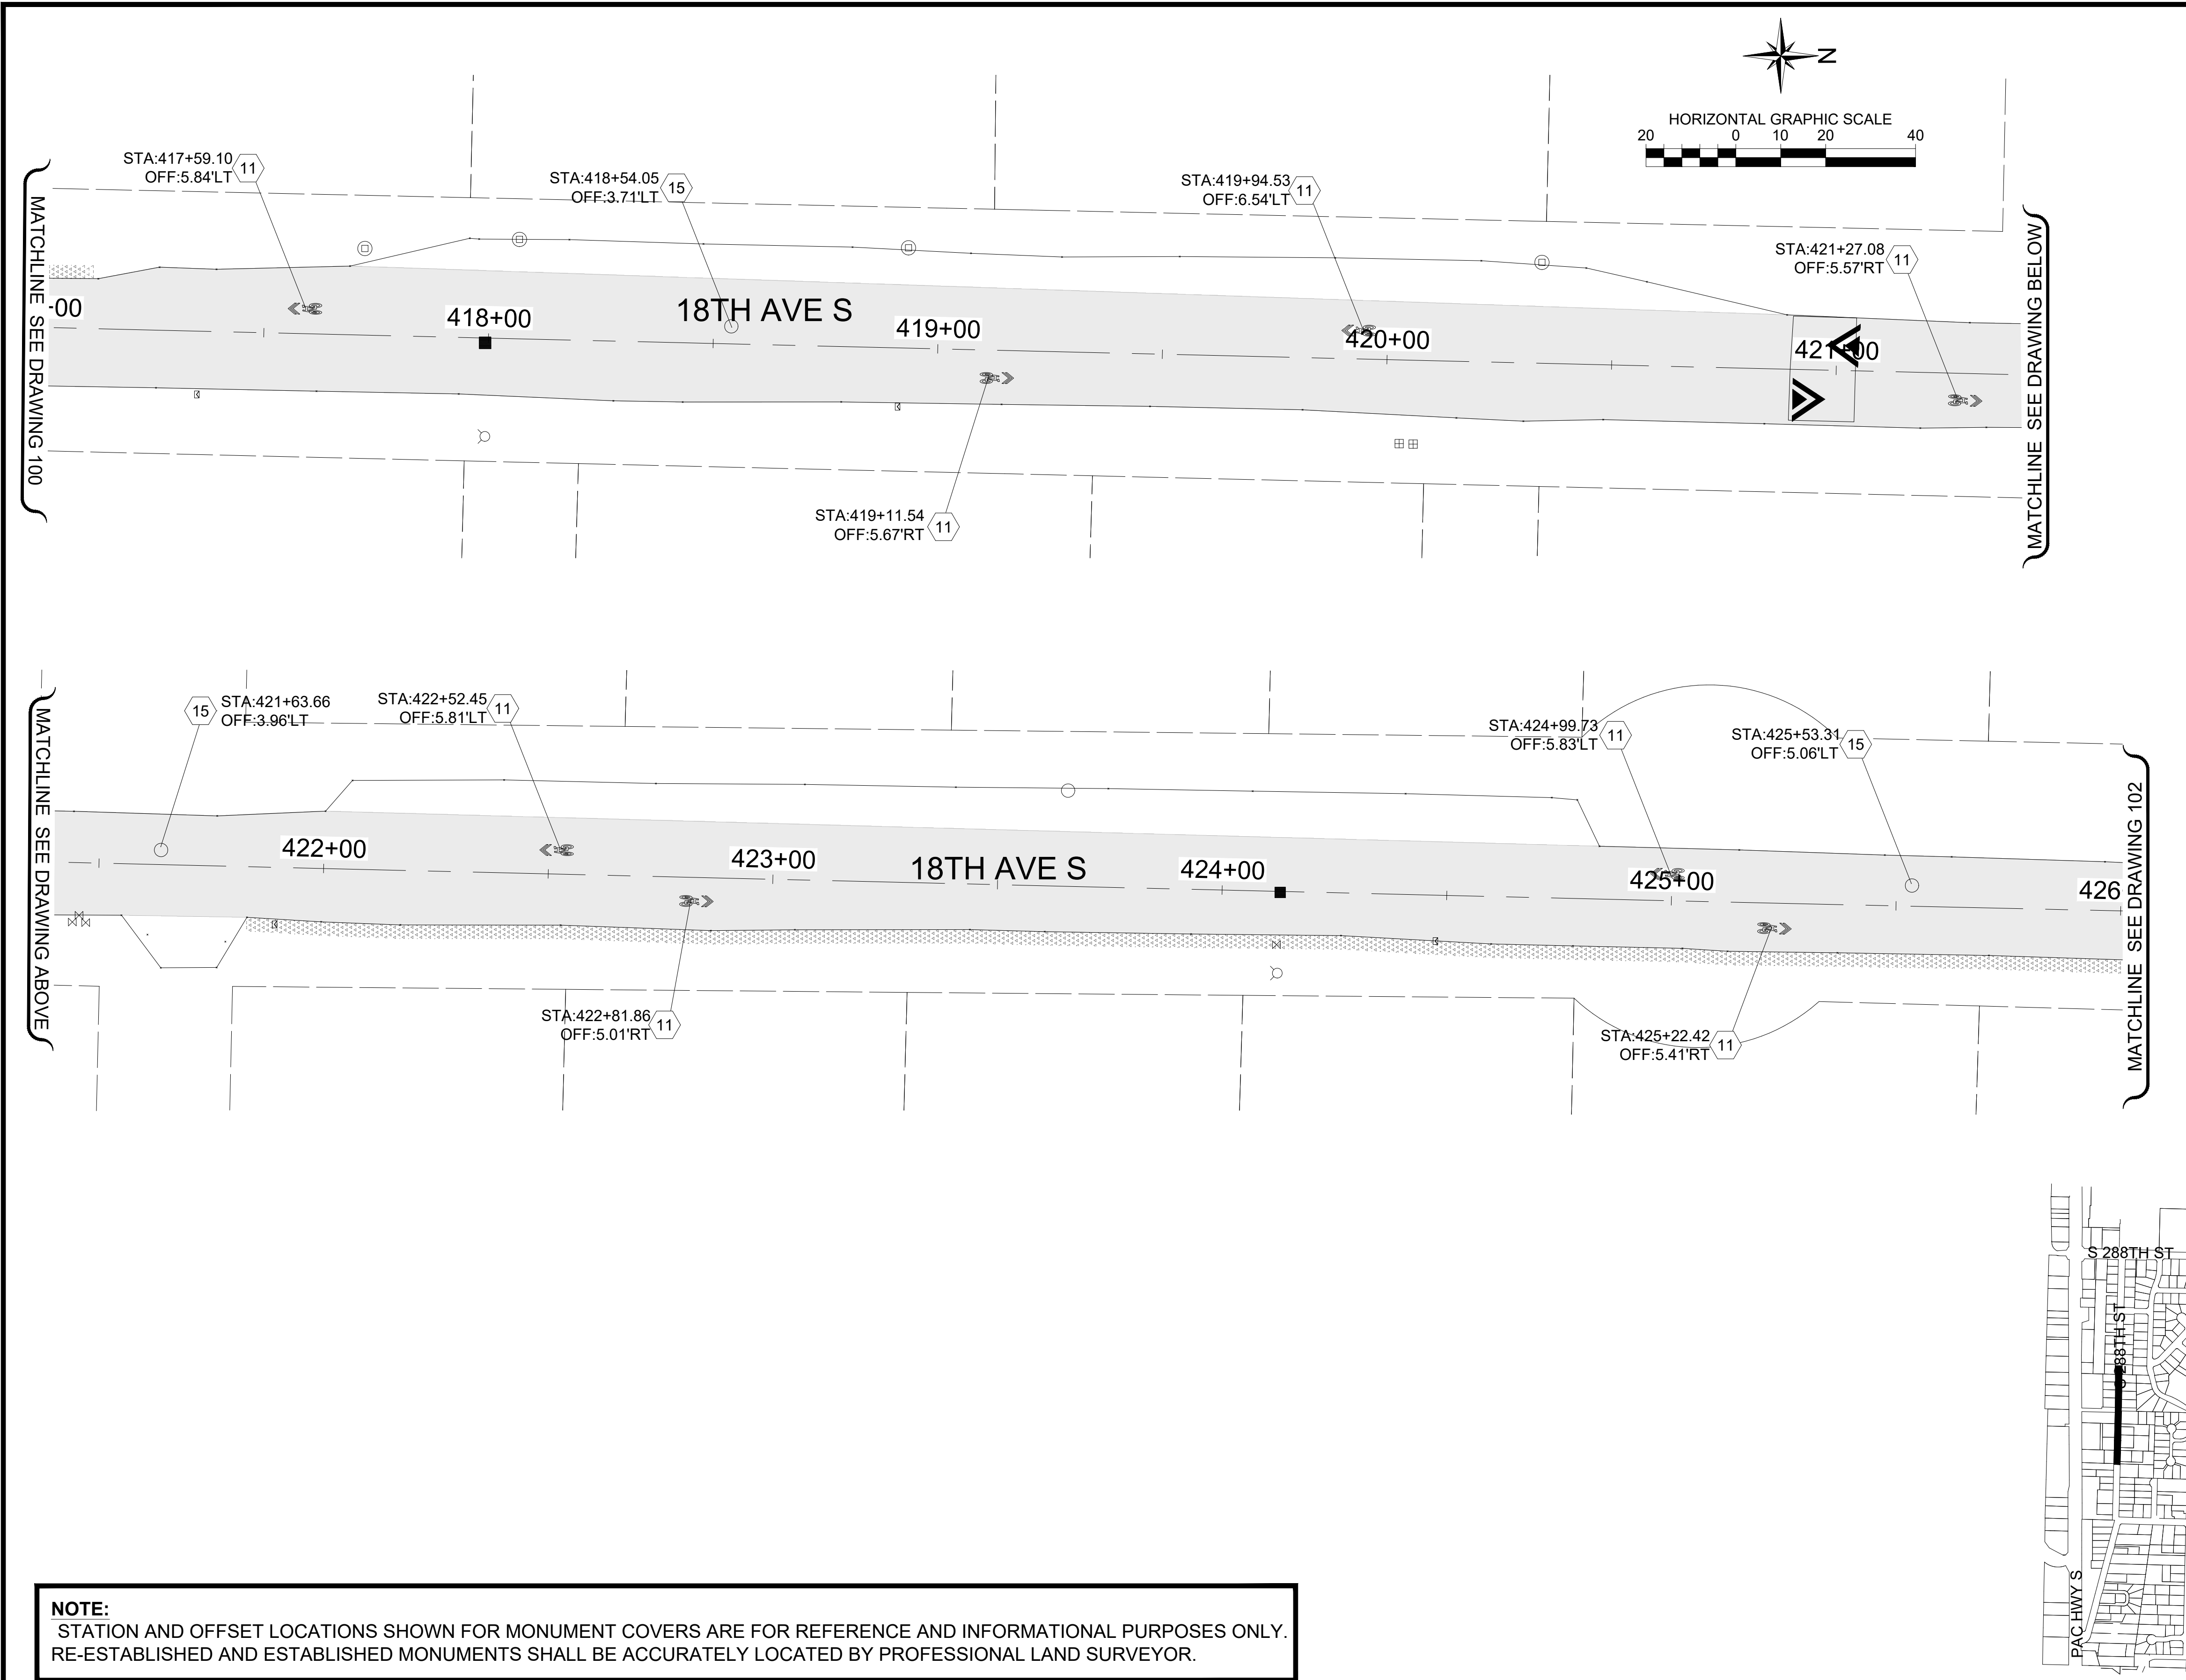 N
HORIZONTAL GRAPHIC SCALE
20 0 10 20 40
STA:417+59.10
OFF:5.84'LT
11
STA:418+54.05
OFF:3.71'LT
15
STA:419+94.53
OFF:6.54'LT
11
STA:421+27.08
OFF:5.57'RT
11
MATCHLINE SEE DRAWING 100
-00
418+00
18TH AVE S
419+00
420+00
421+00
MATCHLINE SEE DRAWING BELOW
STA:419+11.54
OFF:5.67'RT
11
MATCHLINE SEE DRAWING ABOVE
15
STA:421+63.66
OFF:3.96'LT
STA:422+52.45
OFF:5.81'LT
11
STA:424+99.73
OFF:5.83'LT
11
STA:425+53.31
OFF:5.06'LT
15
422+00
423+00
18TH AVE S
424+00
425+00
426
MATCHLINE SEE DRAWING 102
STA:422+81.86
OFF:5.01'RT
11
STA:425+22.42
OFF:5.41'RT
11
S 288TH ST
S 288TH ST
PAC HWY S
NOTE:
STATION AND OFFSET LOCATIONS SHOWN FOR MONUMENT COVERS ARE FOR REFERENCE AND INFORMATIONAL PURPOSES ONLY.
RE-ESTABLISHED AND ESTABLISHED MONUMENTS SHALL BE ACCURATELY LOCATED BY PROFESSIONAL LAND SURVEYOR.